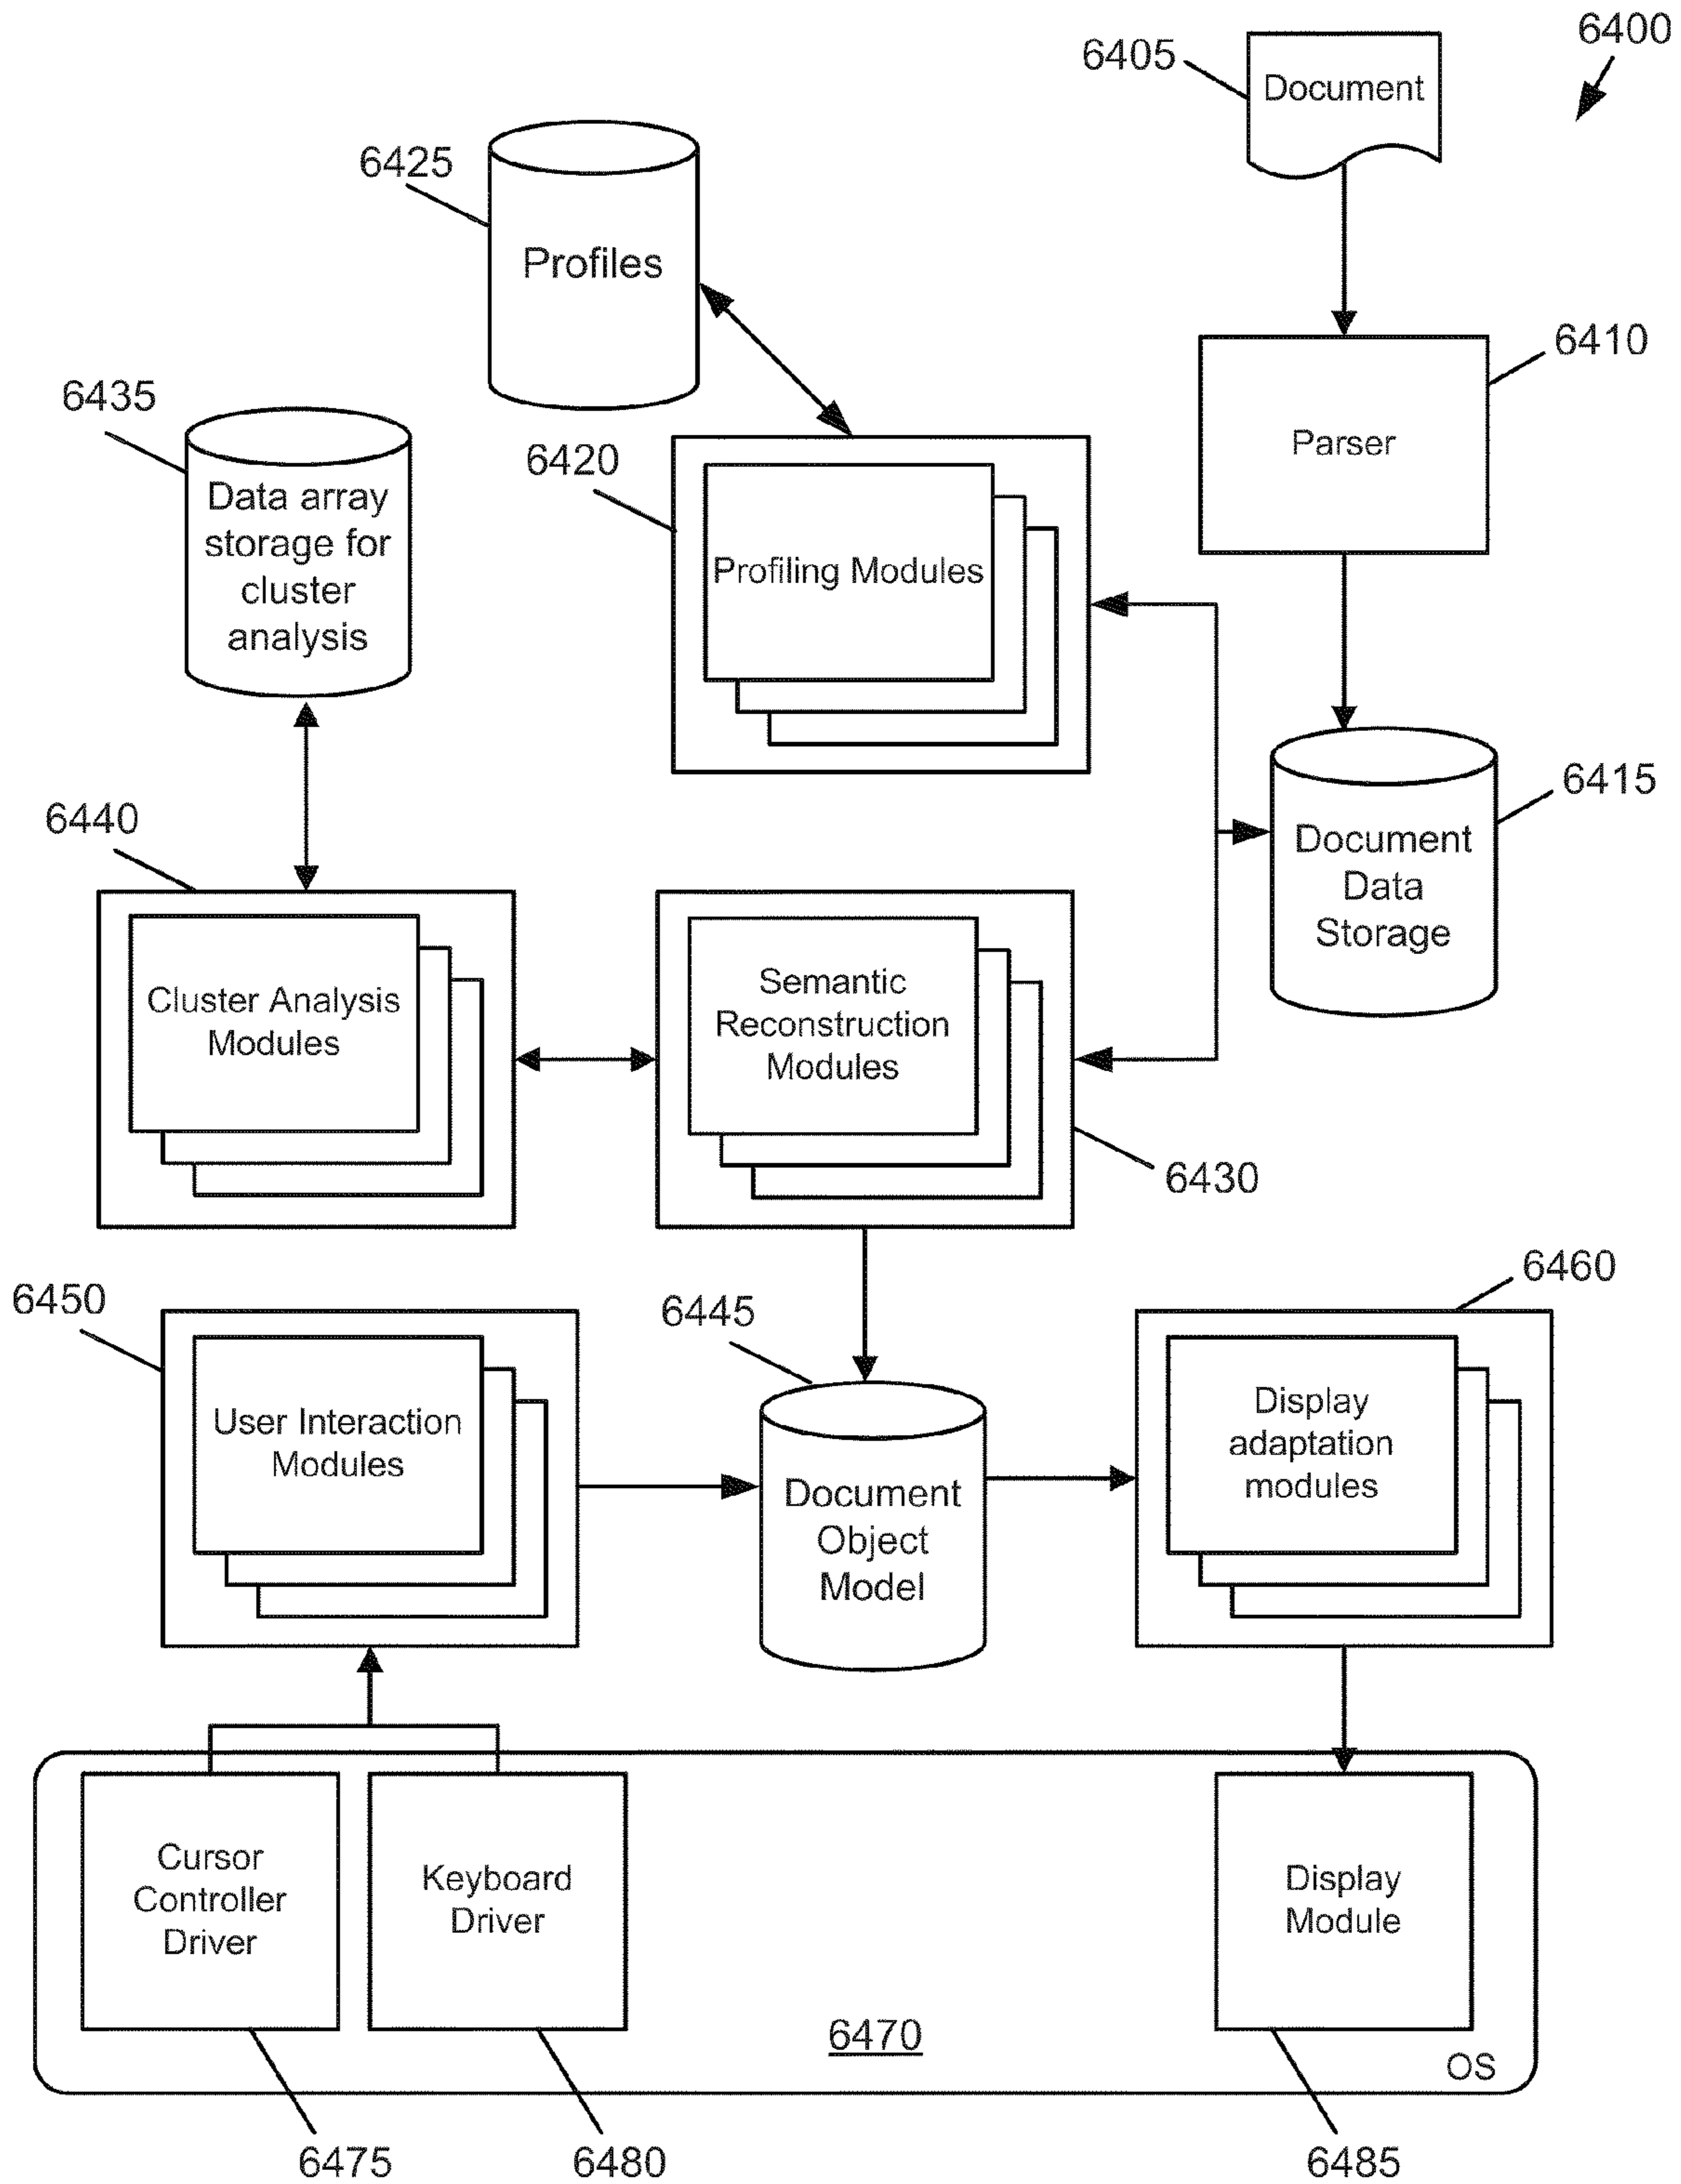 6400
6405
Document
6425
Profiles
6410
Parser
6435
Data array
storage for
cluster
analysis
6420
Profiling Modules
6415
Document
Data
Storage
6440
Cluster Analysis
Modules
Semantic
Reconstruction
Modules
6430
6450
User Interaction
Modules
6445
Document
Object
Model
6460
Display
adaptation
modules
Cursor
Controller
Driver
Keyboard
Driver
Display
Module
6470
OS
6475
6480
6485